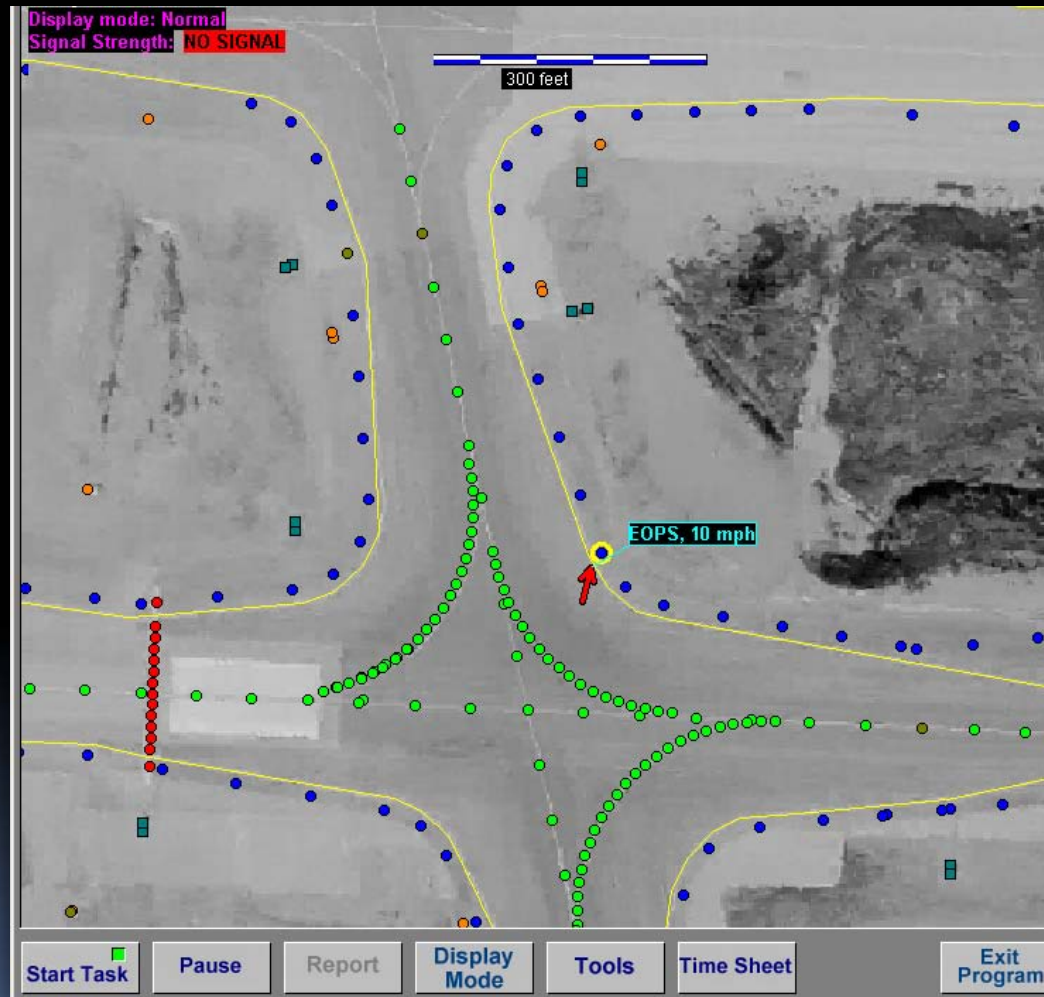 Display mode: Normal
Signal Strength: NO SIGNAL
300 feet
EOPS, 10 mph
Start Task
Pause
Report
Display
Mode
Tools
Time Sheet
Exit
Program